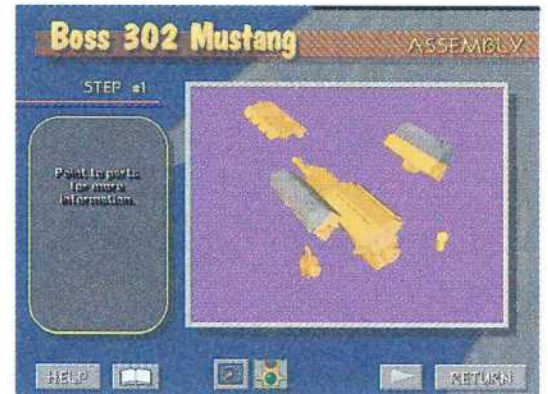 Boss 302 Mustang
ASSEMBLY
STEP #1
Point to parts
for more
information.
HELP
RETURN